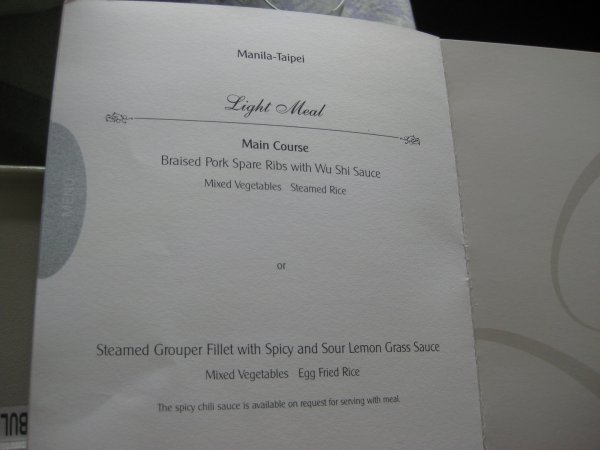 Manila-Taipei
Light Meal
Main Course
Braised Pork Spare Ribs with Wu Shi Sauce
Mixed Vegetables Steamed Rice
MENU
or
Steamed Grouper Fillet with Spicy and Sour Lemon Grass Sauce
Mixed Vegetables Egg Fried Rice
The spicy chili sauce is available on request for serving with meal.